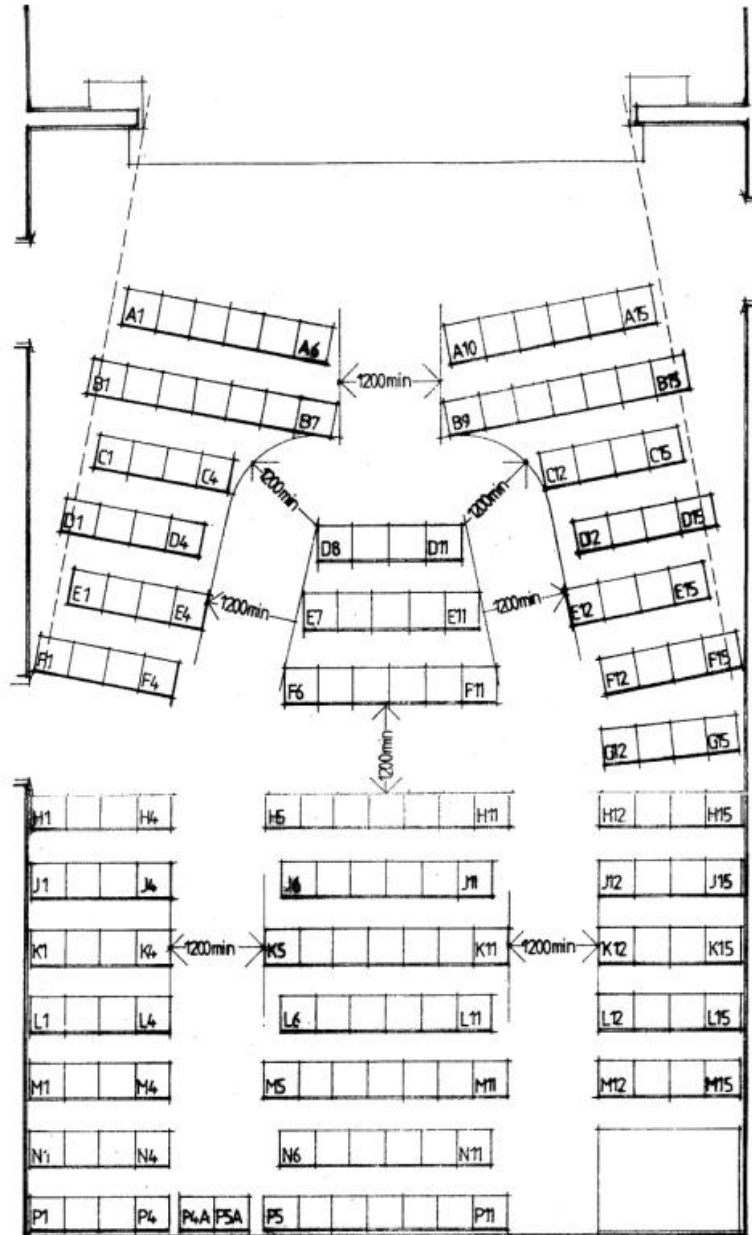 A1 A6 A10 A15
1200min
B1 B7 B9 B15
C1 C4 C12 C15
1200min 1200min
D1 D4 D8 D11 D12 D15
E1 E4 1200min E7 E11 1200min E12 E15
F1 F4 F6 F11 F12 F15
1200min
G12 G15
H1 H4 H5 H11 H12 H15
J1 J4 J6 J11 J12 J15
K1 K4 1200min K5 K11 1200min K12 K15
L1 L4 L6 L11 L12 L15
M1 M4 M5 M11 M12 M15
N1 N4 N6 N11
P1 P4 P4A P5A P5 P11